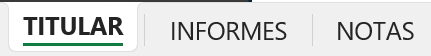 TITULAR INFORMES NOTAS